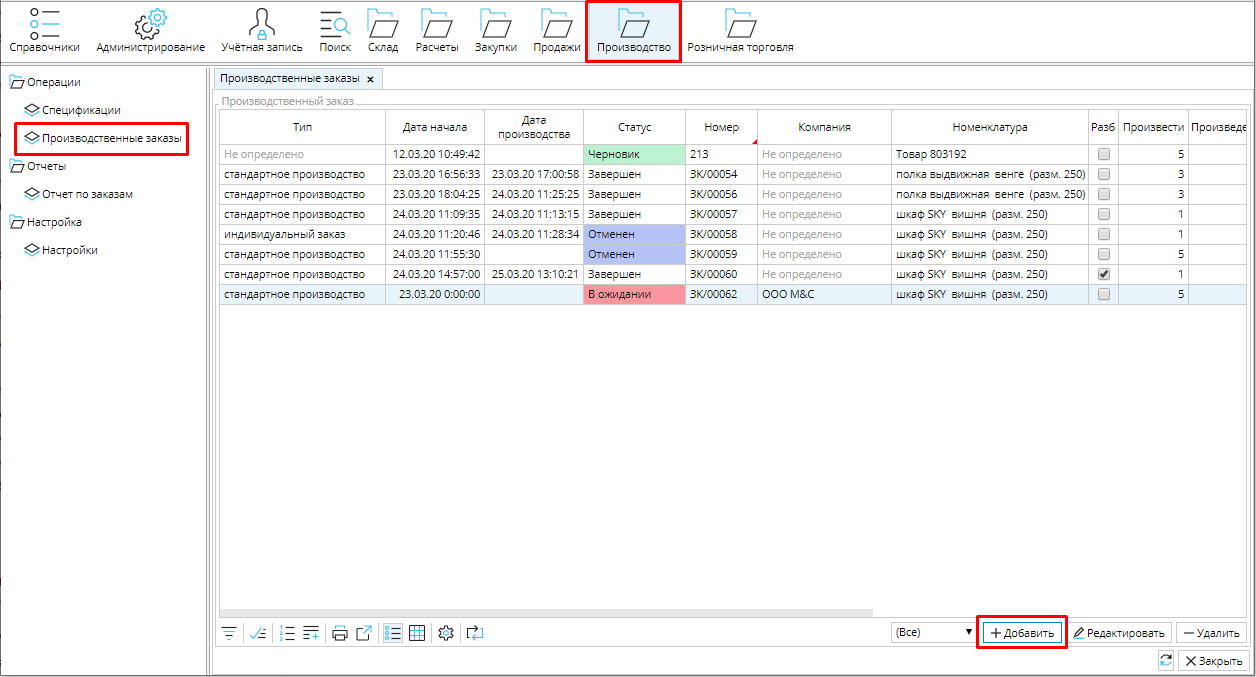 Справочники Администрирование Учётная запись Поиск Склад Расчеты Закупки Продажи Производство Розничная торговля
Операции
Спецификации
Производственные заказы
Отчеты
Отчет по заказам
Настройка
Настройки
Производственные заказы x
Производственный заказ
Тип Дата начала Дата производства Статус Номер Компания Номенклатура Разб Произвести Произведе
Не определено 12.03.20 10:49:42 Черновик 213 Не определено Товар 803192 5
стандартное производство 23.03.20 16:56:33 23.03.20 17:00:58 Завершен ЗК/00054 Не определено полка выдвижная венге (разм. 250) 3
стандартное производство 23.03.20 18:04:25 24.03.20 11:25:25 Завершен ЗК/00056 Не определено полка выдвижная венге (разм. 250) 3
стандартное производство 24.03.20 11:09:35 24.03.20 11:13:15 Завершен ЗК/00057 Не определено шкаф SKY вишня (разм. 250) 1
индивидуальный заказ 24.03.20 11:20:46 24.03.20 11:28:34 Отменен ЗК/00058 Не определено шкаф SKY вишня (разм. 250) 1
стандартное производство 24.03.20 11:55:30 Отменен ЗК/00059 Не определено шкаф SKY вишня (разм. 250) 5
стандартное производство 24.03.20 14:57:00 25.03.20 13:10:21 Завершен ЗК/00060 Не определено шкаф SKY вишня (разм. 250) 1
стандартное производство 23.03.20 0:00:00 В ожидании ЗК/00062 ООО М&С шкаф SKY вишня (разм. 250) 5
(Все) Добавить Редактировать Удалить
Закрыть